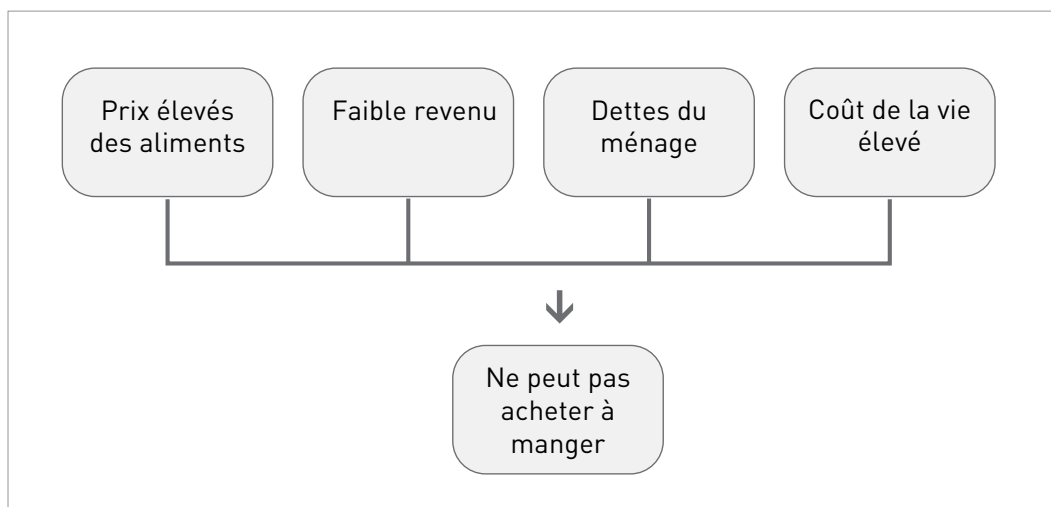 Prix élevés
des aliments
Faible revenu
Dettes du
ménage
Coût de la vie
élevé
Ne peut pas
acheter à
manger